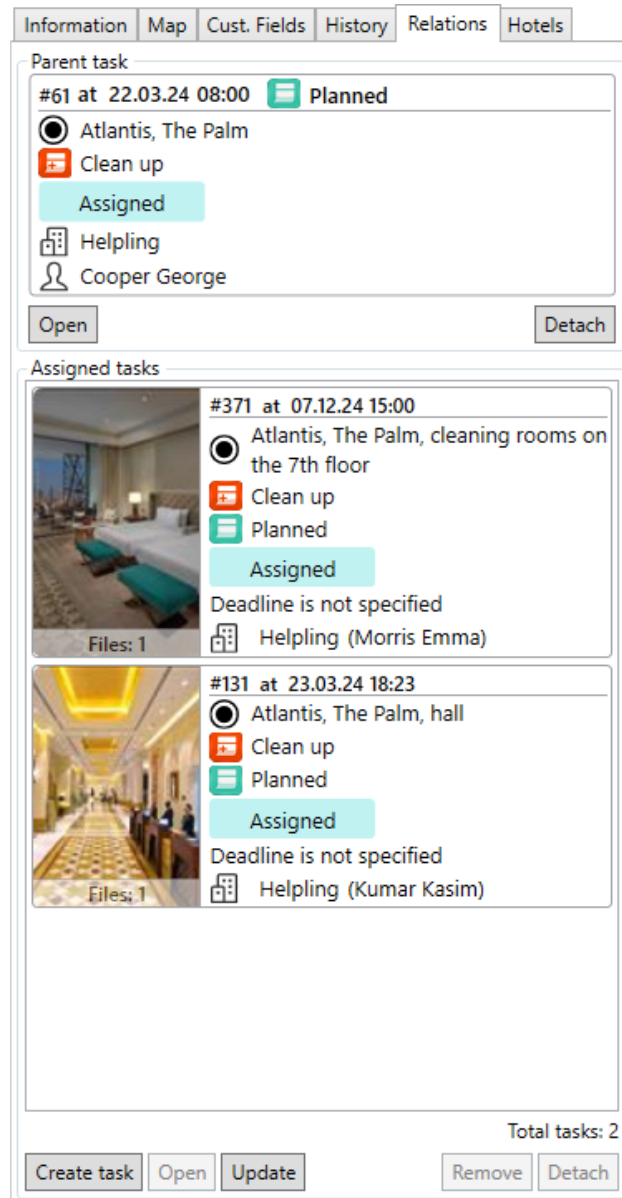 Information Map Cust. Fields History Relations Hotels
Parent task
#61 at 22.03.24 08:00 Planned
Atlantis, The Palm
Clean up
Assigned
Helpling
Cooper George
Open Detach
Assigned tasks
#371 at 07.12.24 15:00
Atlantis, The Palm, cleaning rooms on
the 7th floor
Clean up
Planned
Assigned
Deadline is not specified
Files: 1
Helpling (Morris Emma)
#131 at 23.03.24 18:23
Atlantis, The Palm, hall
Clean up
Planned
Assigned
Deadline is not specified
Files: 1
Helpling (Kumar Kasim)
Total tasks: 2
Create task Open Update Remove Detach